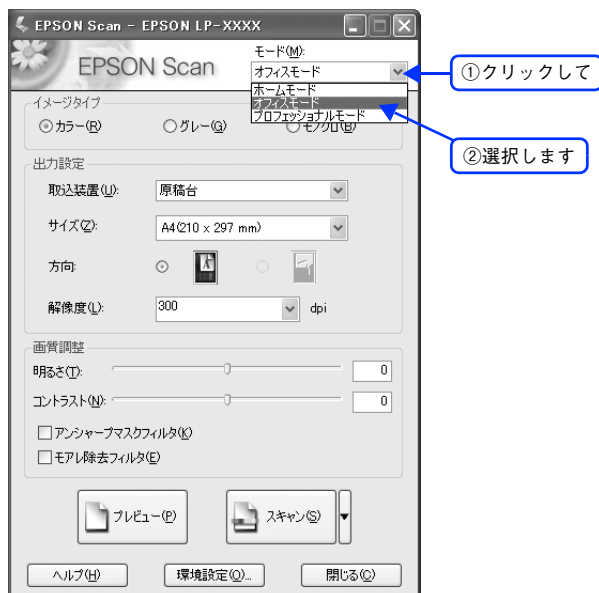 EPSON Scan - EPSON LP-XXXX
EPSON Scan
モード(M):
オフィスモード
①クリックして
ホームモード
オフィスモード
プロフェッショナルモード
②選択します
イメージタイプ
カラー(R)
グレー(G)
モノクロ(B)
出力設定
取込装置(U):
原稿台
サイズ(Z):
A4(210 x 297 mm)
方向:
解像度(L):
300
dpi
画質調整
明るさ(T):
0
コントラスト(N):
0
アンシャープマスクフィルタ(K)
モアレ除去フィルタ(E)
プレビュー(P)
スキャン(S)
ヘルプ(H)
環境設定(O)...
閉じる(C)